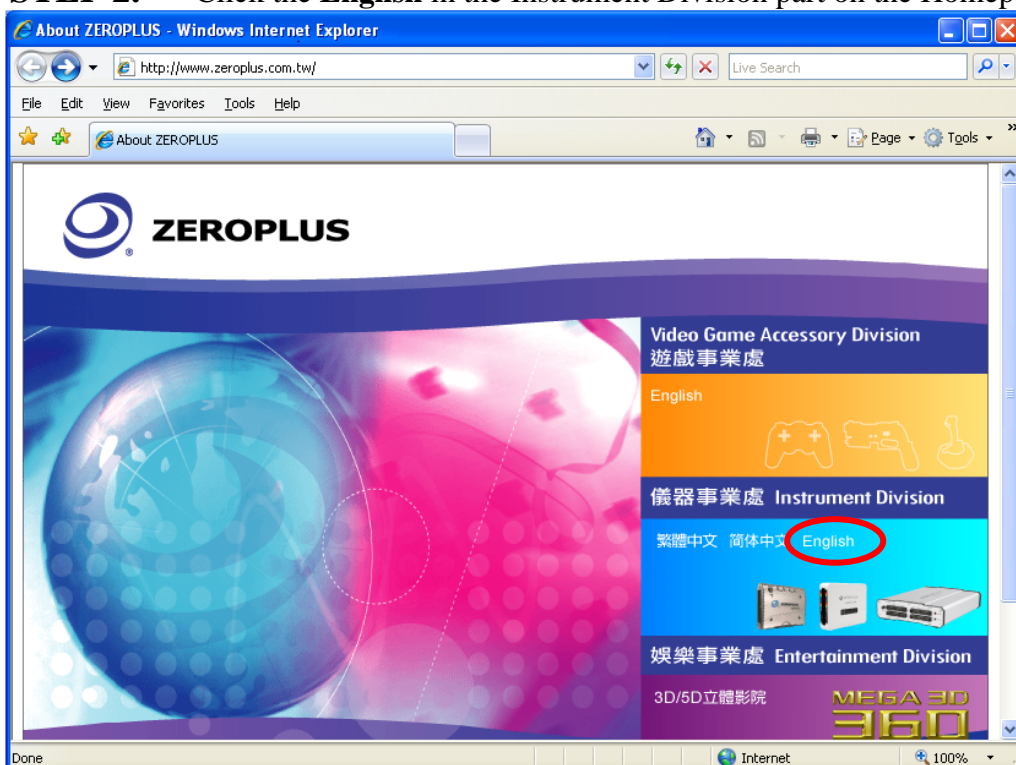 Click the English in the Instrument Division part on the Homep
About ZEROPLUS - Windows Internet Explorer
http://www.zeroplus.com.tw/
Live Search
File Edit View Favorites Tools Help
About ZEROPLUS
Page Tools
ZEROPLUS
Video Game Accessory Division
遊戲事業處
English
儀器事業處 Instrument Division
繁體中文 简体中文 English
娛樂事業處 Entertainment Division
3D/5D立體影院
MEGA 3D
360
Done
Internet
100%